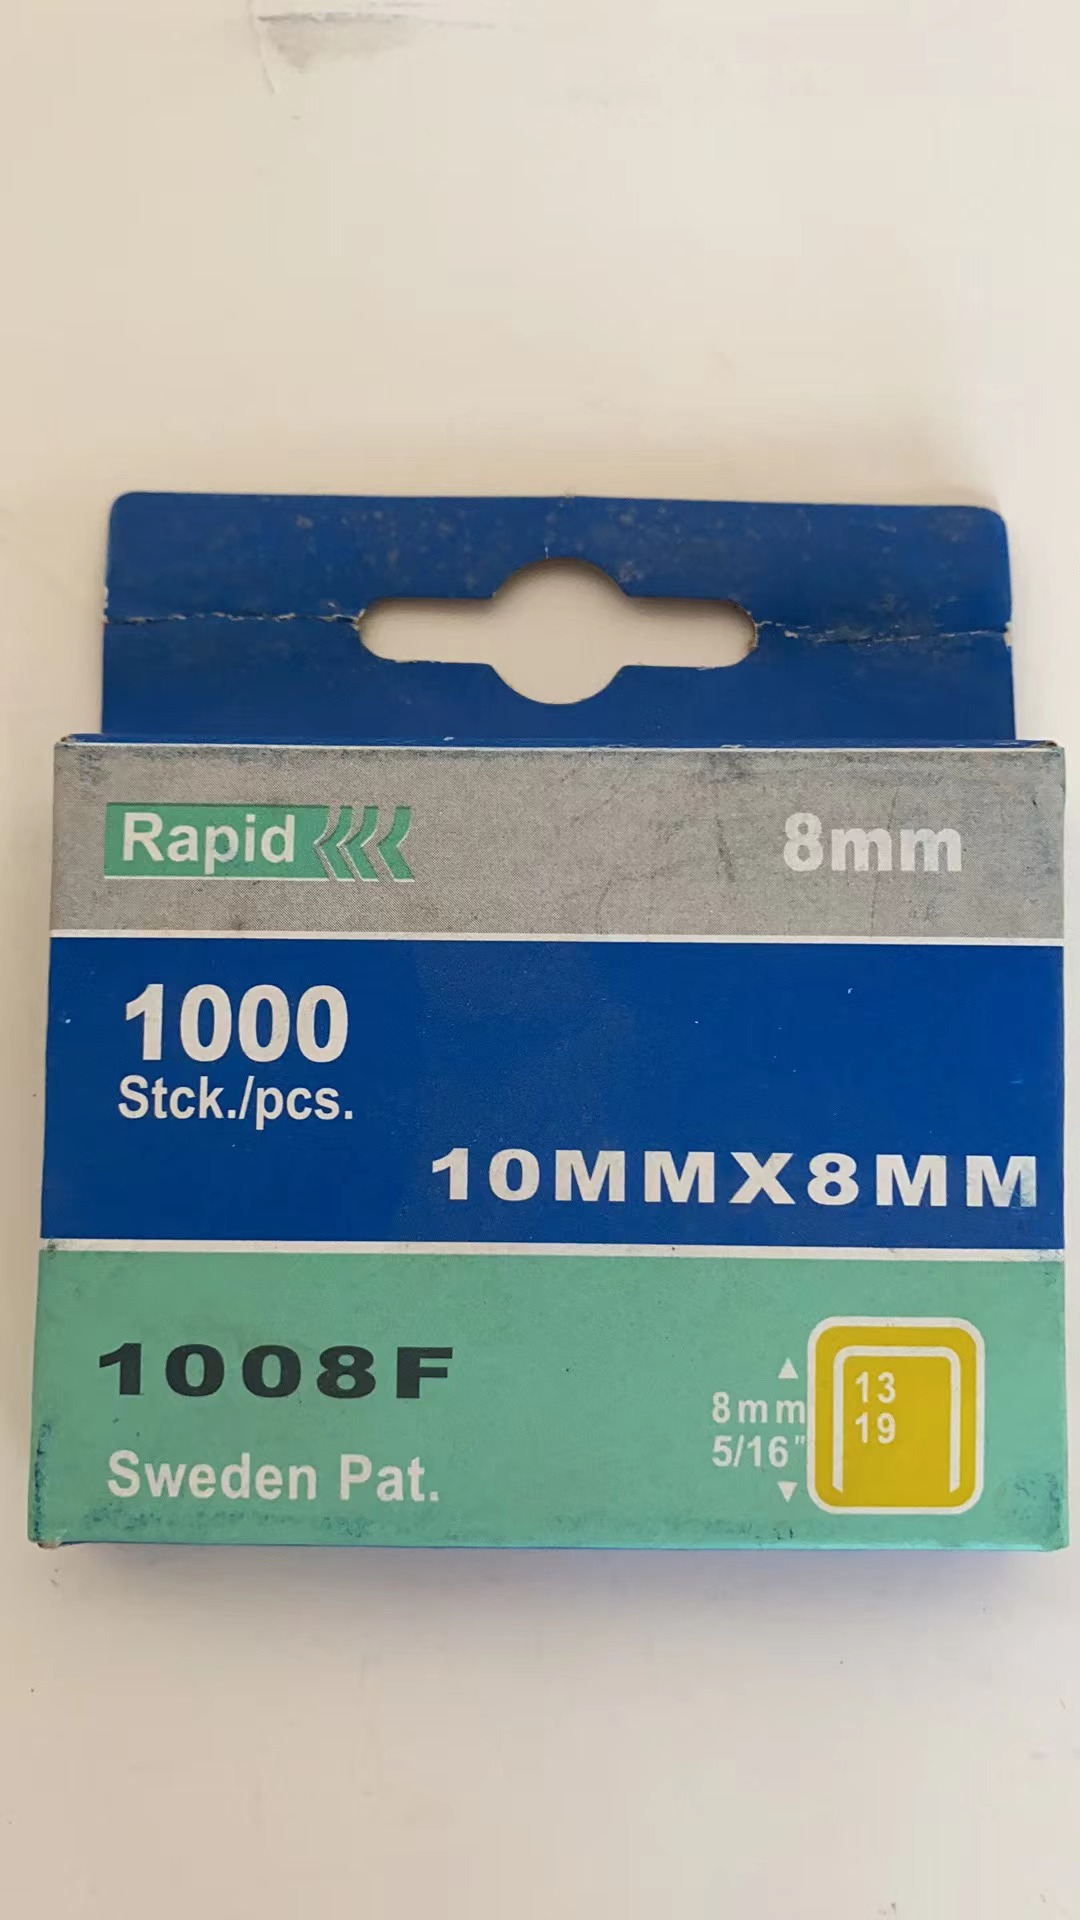 Rapid
8mm
1000
Stck./pcs.
10MMX8MM
1008F
Sweden Pat.
8mm
5/16"
13
19